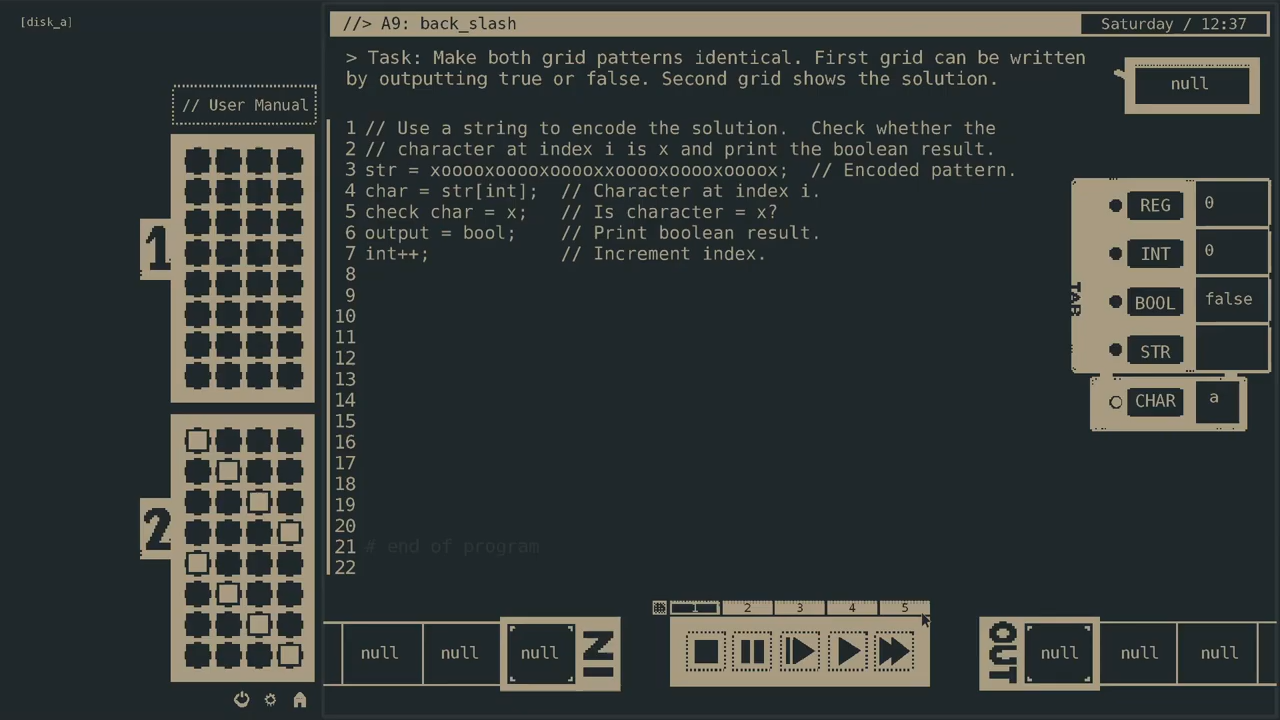 [disk_a]
//> A9: back_slash
Saturday / 12:37
> Task: Make both grid patterns identical. First grid can be written
by outputting true or false. Second grid shows the solution.
null
// User Manual
1 // Use a string to encode the solution.  Check whether the
2 // character at index i is x and print the boolean result.
3 str = xooooxooooxooooxxooooxooooxoooox;  // Encoded pattern.
4 char = str[int];  // Character at index i.
5 check char = x;   // Is character = x?
6 output = bool;    // Print boolean result.
7 int++;            // Increment index.
8
9
10
11
12
13
14
15
16
17
18
19
20
21 # end of program
22
1
2
TAB
REG 0
INT 0
BOOL false
STR
CHAR a
1 2 3 4 5
null null null IN
OUT null null null